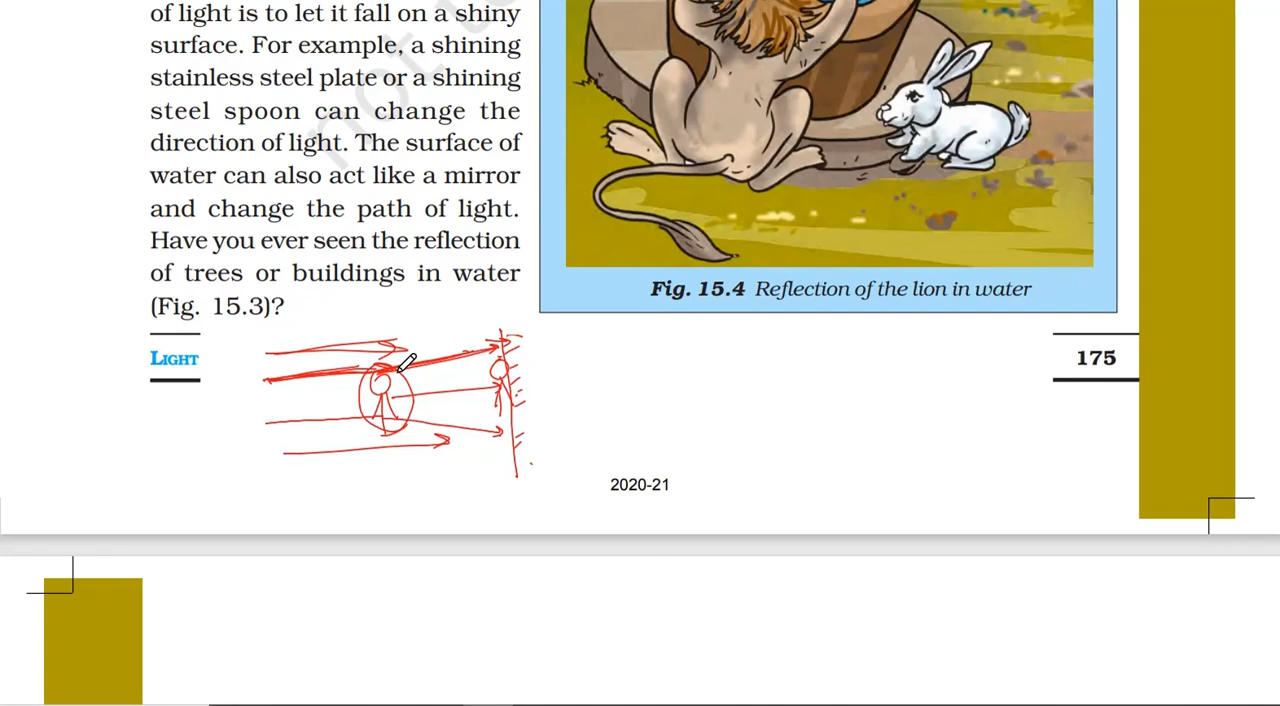 of light is to let it fall on a shiny
surface. For example, a shining
stainless steel plate or a shining
steel spoon can change the
direction of light. The surface of
water can also act like a mirror
and change the path of light.
Have you ever seen the reflection
of trees or buildings in water
(Fig. 15.3)?
Fig. 15.4 Reflection of the lion in water
LIGHT
175
2020-21